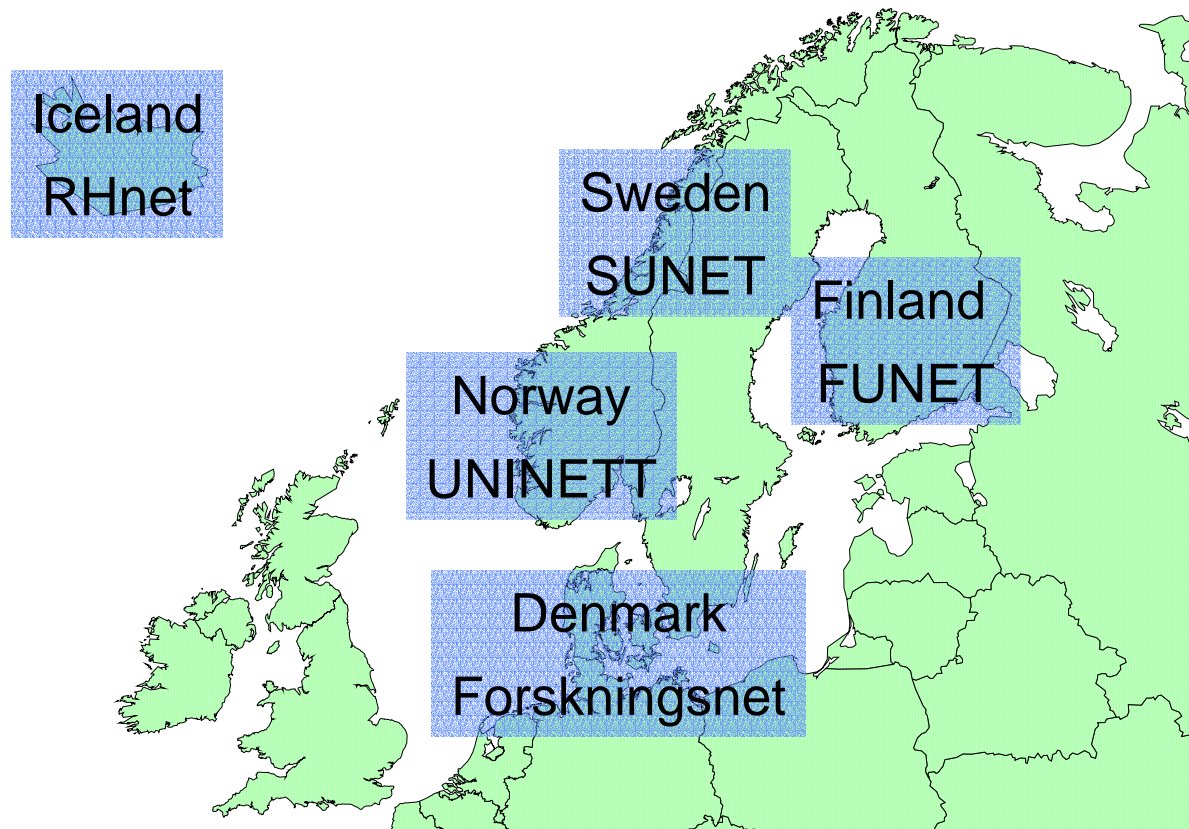 Iceland
RHnet
Sweden
SUNET
Finland
FUNET
Norway
UNINETT
Denmark
Forskningsnet